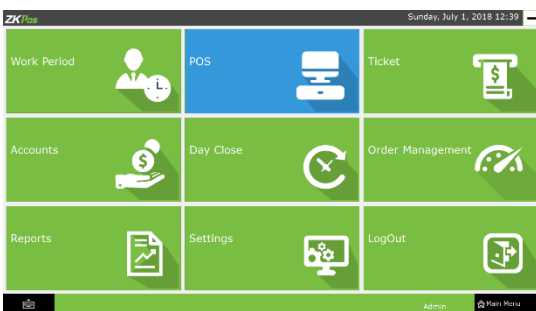 ZKPos
Sunday, July 1, 2018 12:39
Work Period
POS
Ticket
Accounts
Day Close
Order Management
Reports
Settings
LogOut
Admin
Main Menu